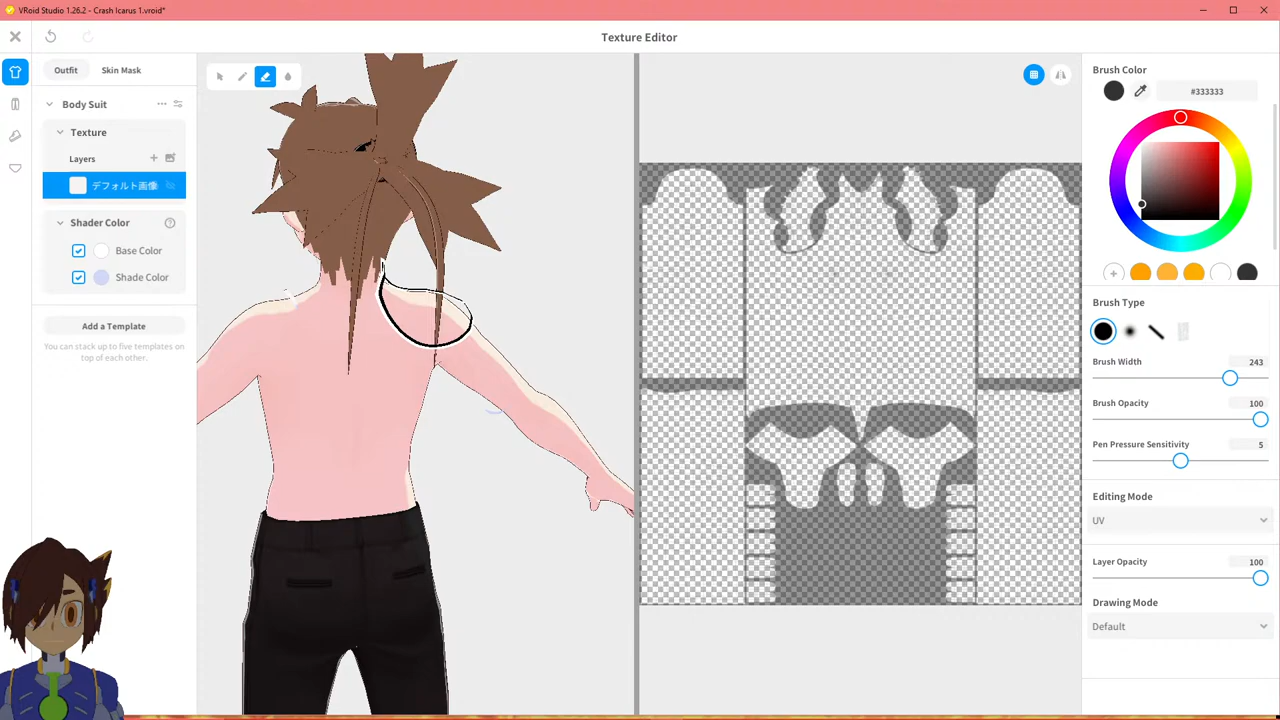 VRoid Studio 1.26.2 - Crash Icarus 1.vroid*
Texture Editor
Outfit
Skin Mask
Body Suit
Texture
Layers
デフォルト画像
Shader Color
Base Color
Shade Color
Add a Template
You can stack up to five templates on
top of each other.
Brush Color
#333333
Brush Type
Brush Width
243
Brush Opacity
100
Pen Pressure Sensitivity
5
Editing Mode
UV
Layer Opacity
100
Drawing Mode
Default